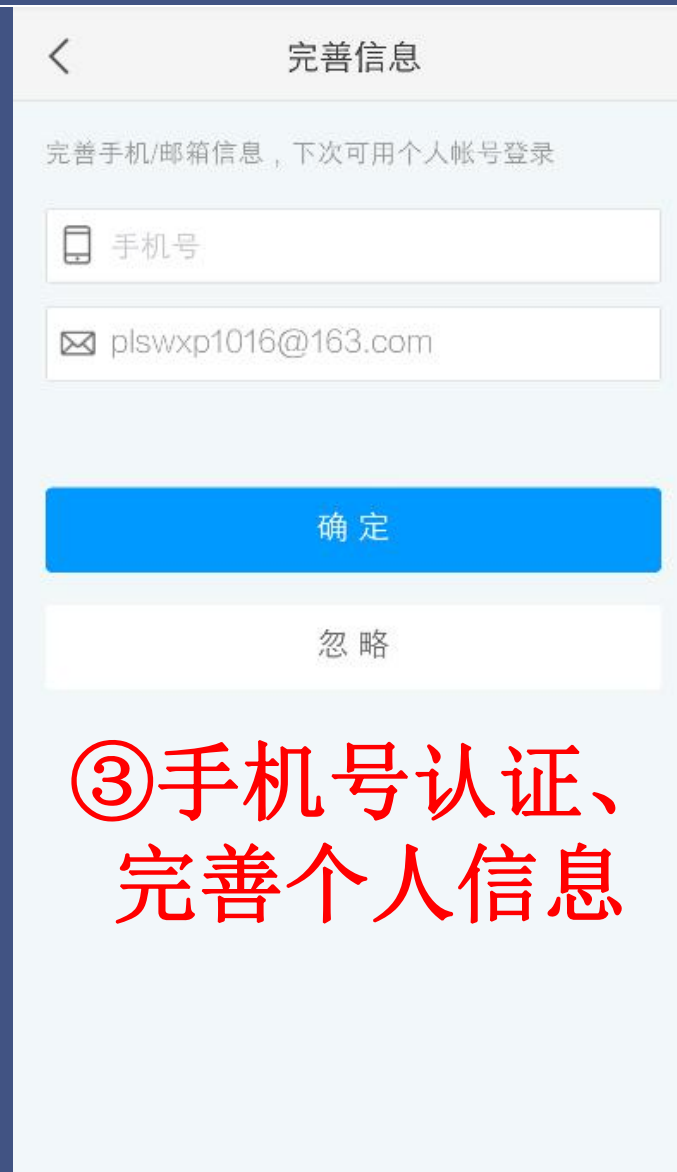 完善信息
完善手机/邮箱信息，下次可用个人帐号登录
手机号
plswxp1016@163.com
确定
忽略
③手机号认证、
完善个人信息